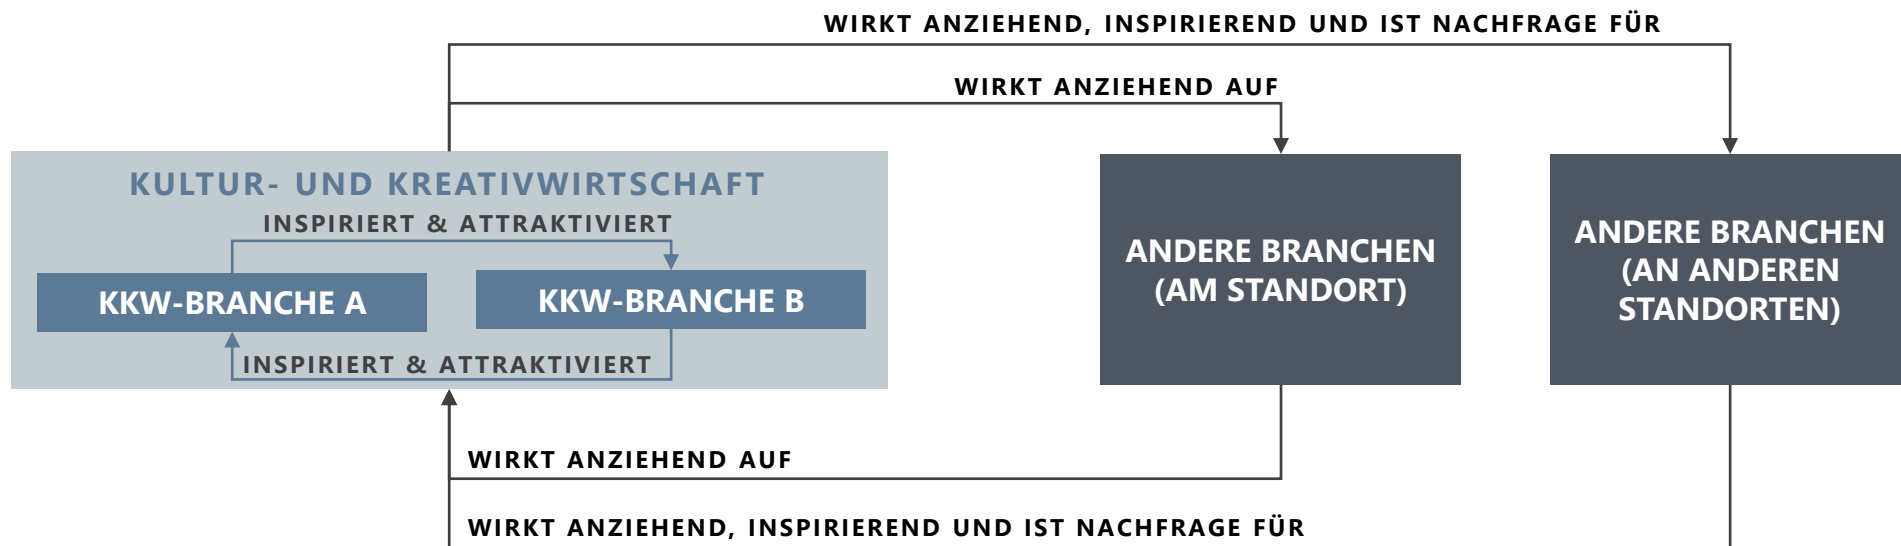 WIRKT ANZIEHEND, INSPIRIEREND UND IST NACHFRAGE FÜR
WIRKT ANZIEHEND AUF
KULTUR- UND KREATIVWIRTSCHAFT
INSPIRIERT & ATTRAKTIVIERT
KKW-BRANCHE A
KKW-BRANCHE B
INSPIRIERT & ATTRAKTIVIERT
ANDERE BRANCHEN
(AM STANDORT)
ANDERE BRANCHEN
(AN ANDEREN
STANDORTEN)
WIRKT ANZIEHEND AUF
WIRKT ANZIEHEND, INSPIRIEREND UND IST NACHFRAGE FÜR